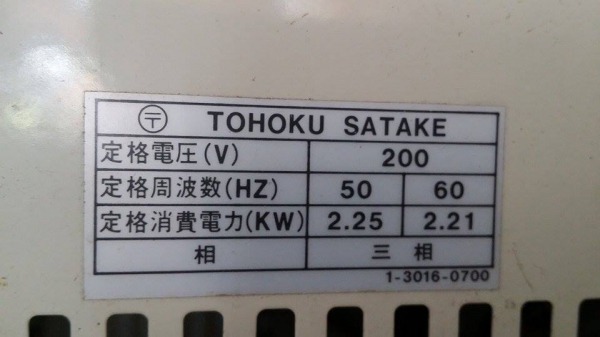 〶 TOHOKU SATAKE
定格電圧(V) 200
定格周波数(HZ) 50 60
定格消費電力(KW) 2.25 2.21
相 三相
1-3016-0700